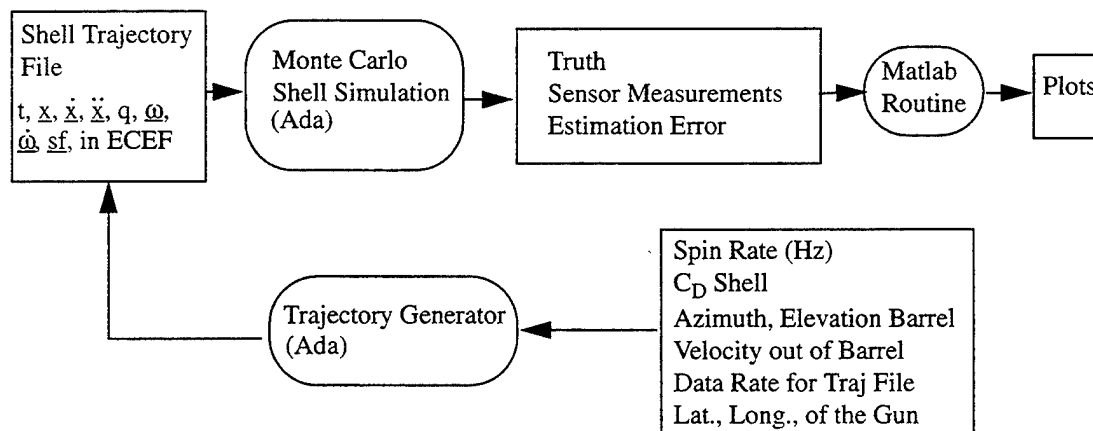 Shell Trajectory
File
t, x, ẋ, ẍ, q, ω,
ω̇, sf, in ECEF
Monte Carlo
Shell Simulation
(Ada)
Truth
Sensor Measurements
Estimation Error
Matlab
Routine
Plots
Trajectory Generator
(Ada)
Spin Rate (Hz)
C_D Shell
Azimuth, Elevation Barrel
Velocity out of Barrel
Data Rate for Traj File
Lat., Long., of the Gun